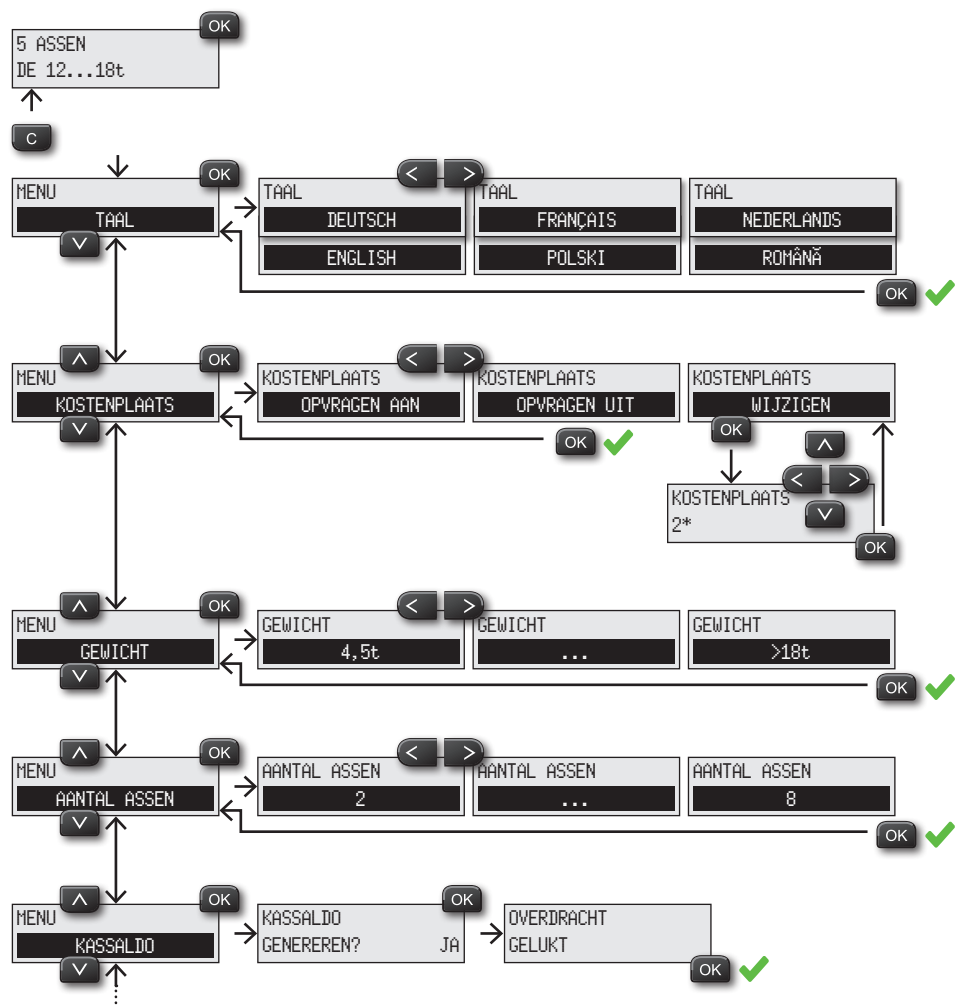 OK
5 ASSEN
DE 12...18t
C
OK
MENU
TAAL
< >
TAAL
DEUTSCH
ENGLISH
TAAL
FRANÇAIS
POLSKI
TAAL
NEDERLANDS
ROMÂNĂ
OK
OK
MENU
KOSTENPLAATS
< >
KOSTENPLAATS
OPVRAGEN AAN
KOSTENPLAATS
OPVRAGEN UIT
KOSTENPLAATS
WIJZIGEN
OK
OK
< >
KOSTENPLAATS
2*
OK
OK
MENU
GEWICHT
< >
GEWICHT
4,5t
GEWICHT
...
GEWICHT
>18t
OK
OK
MENU
AANTAL ASSEN
< >
AANTAL ASSEN
2
AANTAL ASSEN
...
AANTAL ASSEN
8
OK
OK
MENU
KASSALDO
OK
KASSALDO
GENEREREN? JA
OVERDRACHT
GELUKT
OK